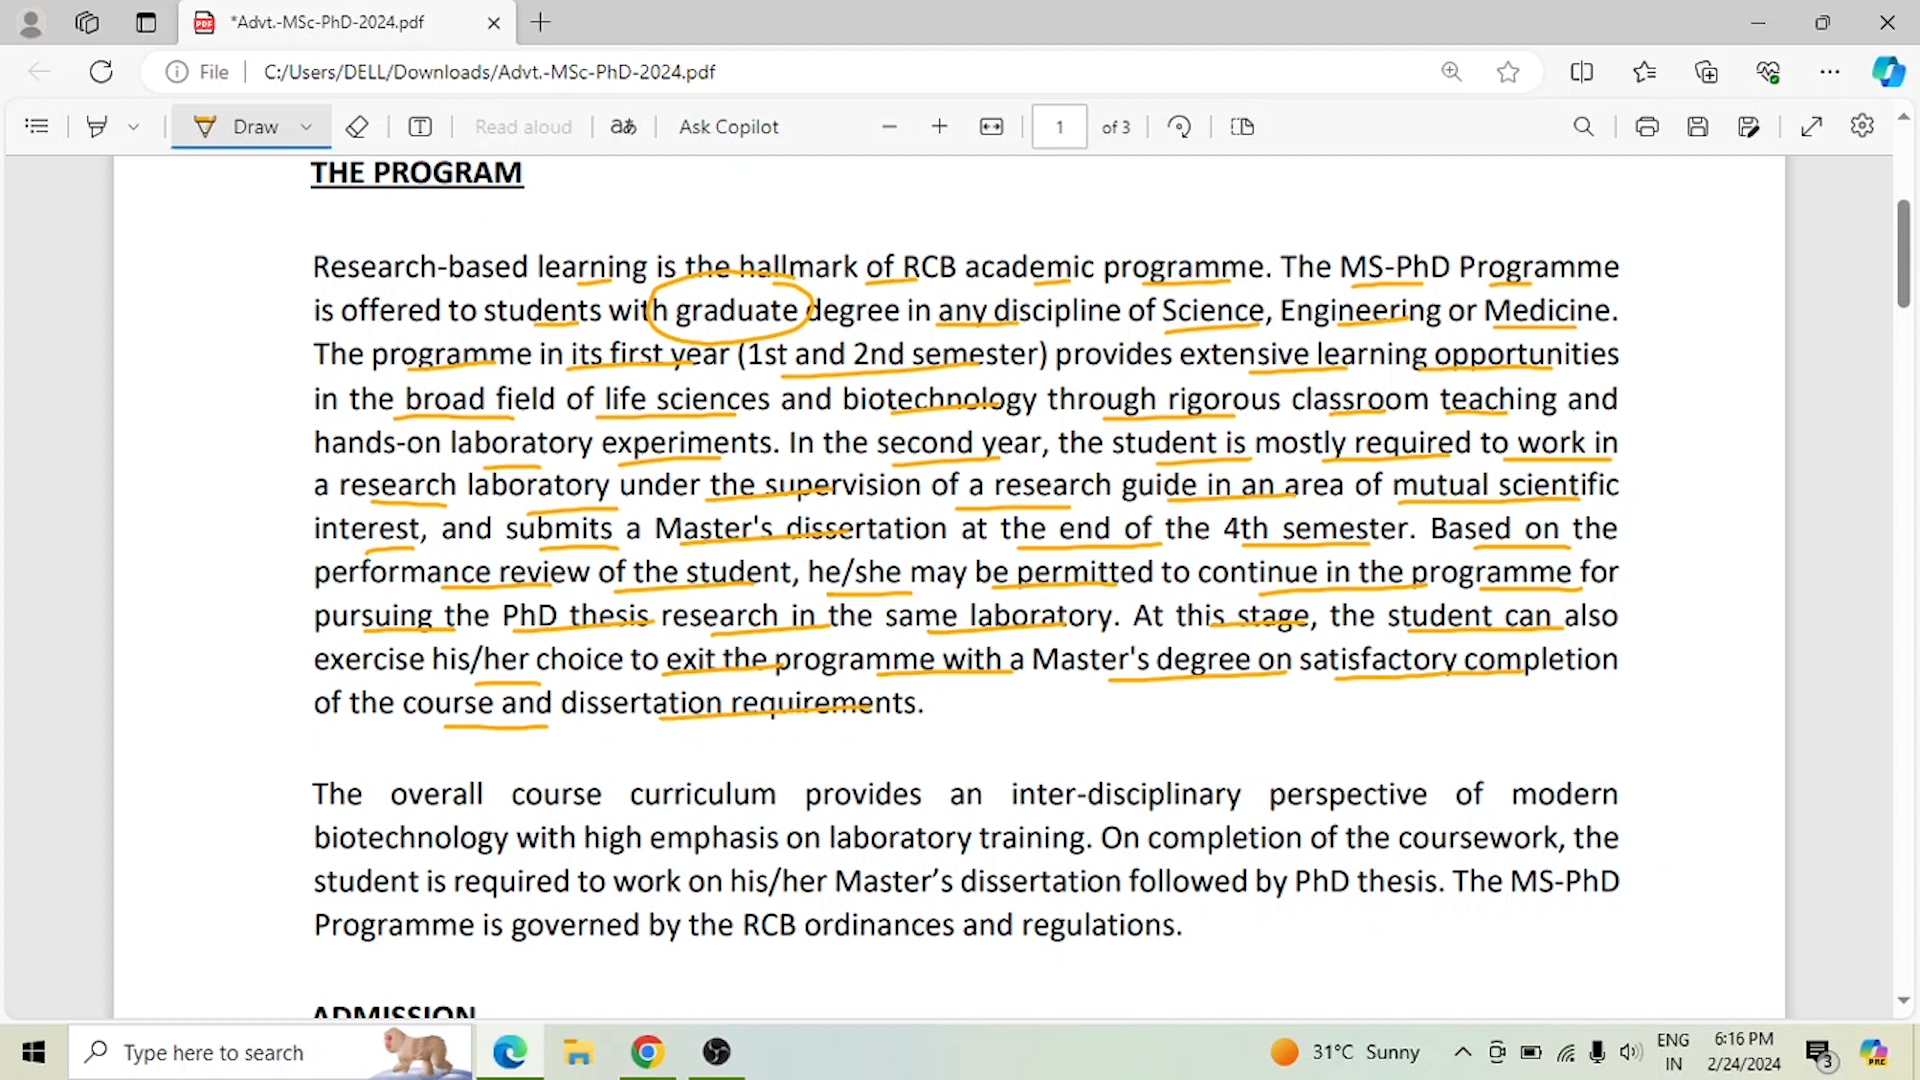 *Advt.-MSc-PhD-2024.pdf
File
C:/Users/DELL/Downloads/Advt.-MSc-PhD-2024.pdf
Draw
Read aloud
Ask Copilot
1
of 3
THE PROGRAM
Research-based learning is the hallmark of RCB academic programme. The MS-PhD Programme
is offered to students with graduate degree in any discipline of Science, Engineering or Medicine.
The programme in its first year (1st and 2nd semester) provides extensive learning opportunities
in the broad field of life sciences and biotechnology through rigorous classroom teaching and
hands-on laboratory experiments. In the second year, the student is mostly required to work in
a research laboratory under the supervision of a research guide in an area of mutual scientific
interest, and submits a Master's dissertation at the end of the 4th semester. Based on the
performance review of the student, he/she may be permitted to continue in the programme for
pursuing the PhD thesis research in the same laboratory. At this stage, the student can also
exercise his/her choice to exit the programme with a Master's degree on satisfactory completion
of the course and dissertation requirements.
The overall course curriculum provides an inter-disciplinary perspective of modern
biotechnology with high emphasis on laboratory training. On completion of the coursework, the
student is required to work on his/her Master’s dissertation followed by PhD thesis. The MS-PhD
Programme is governed by the RCB ordinances and regulations.
ADMISSION
Type here to search
31°C Sunny
ENG
IN
6:16 PM
2/24/2024
3
PRE